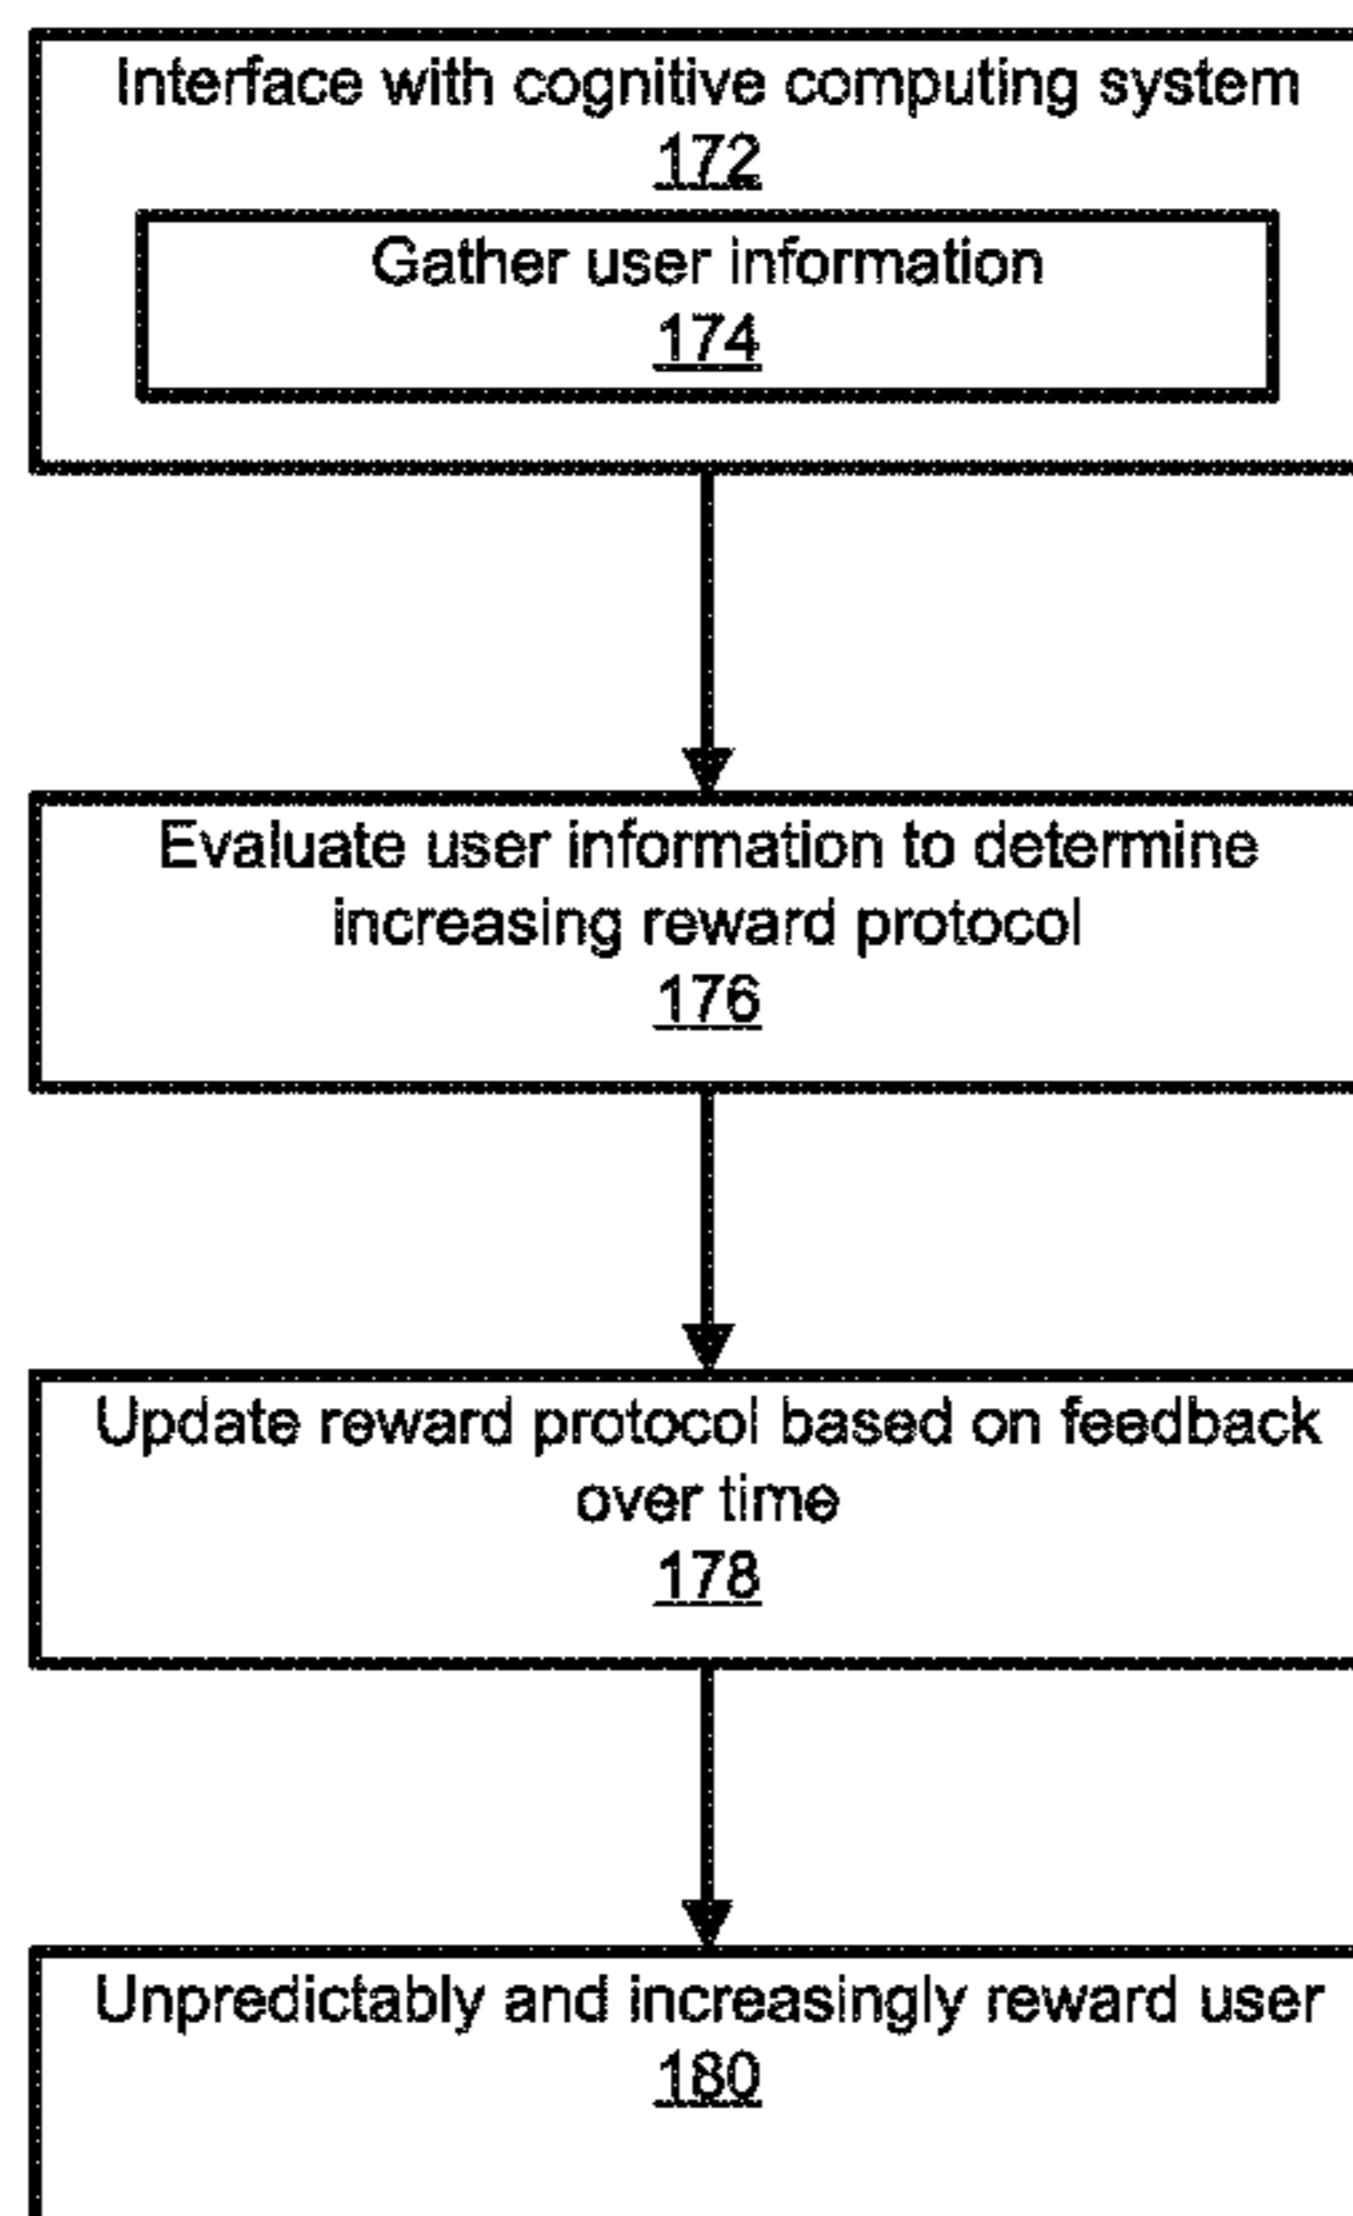 Interface with cognitive computing system
172
Gather user information
174
Evaluate user information to determine
increasing reward protocol
176
Update reward protocol based on feedback
over time
178
Unpredictably and increasingly reward user
180